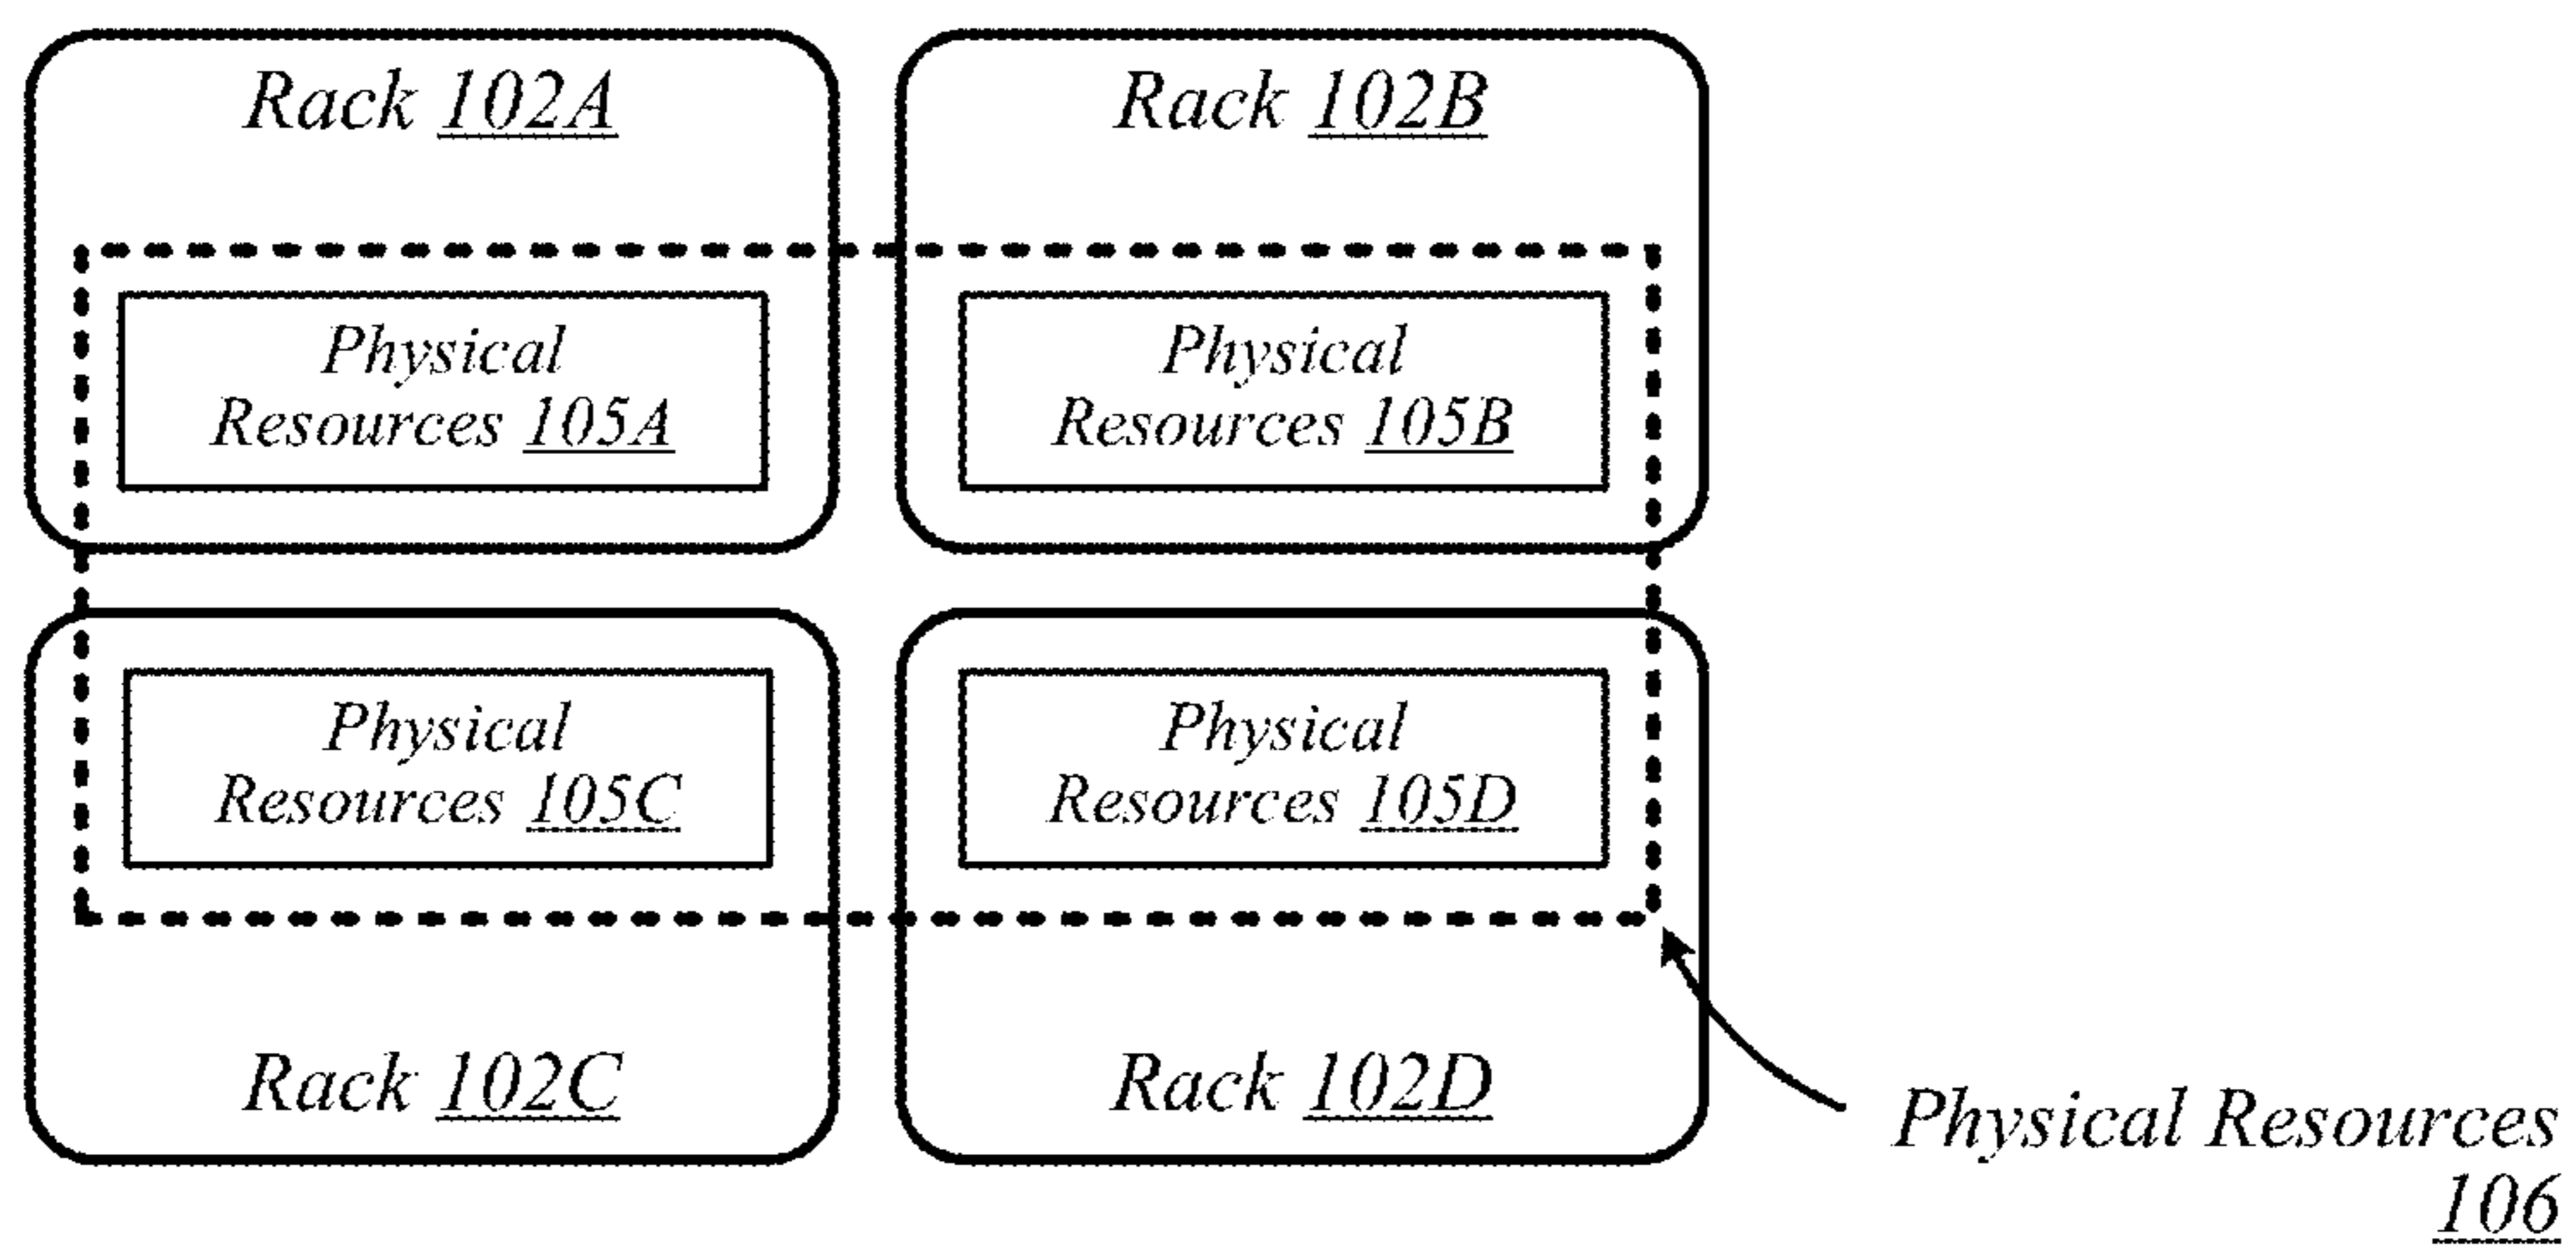 Rack 102A
Rack 102B
Physical
Resources 105A
Physical
Resources 105B
Physical
Resources 105C
Physical
Resources 105D
Rack 102C
Rack 102D
Physical Resources
106